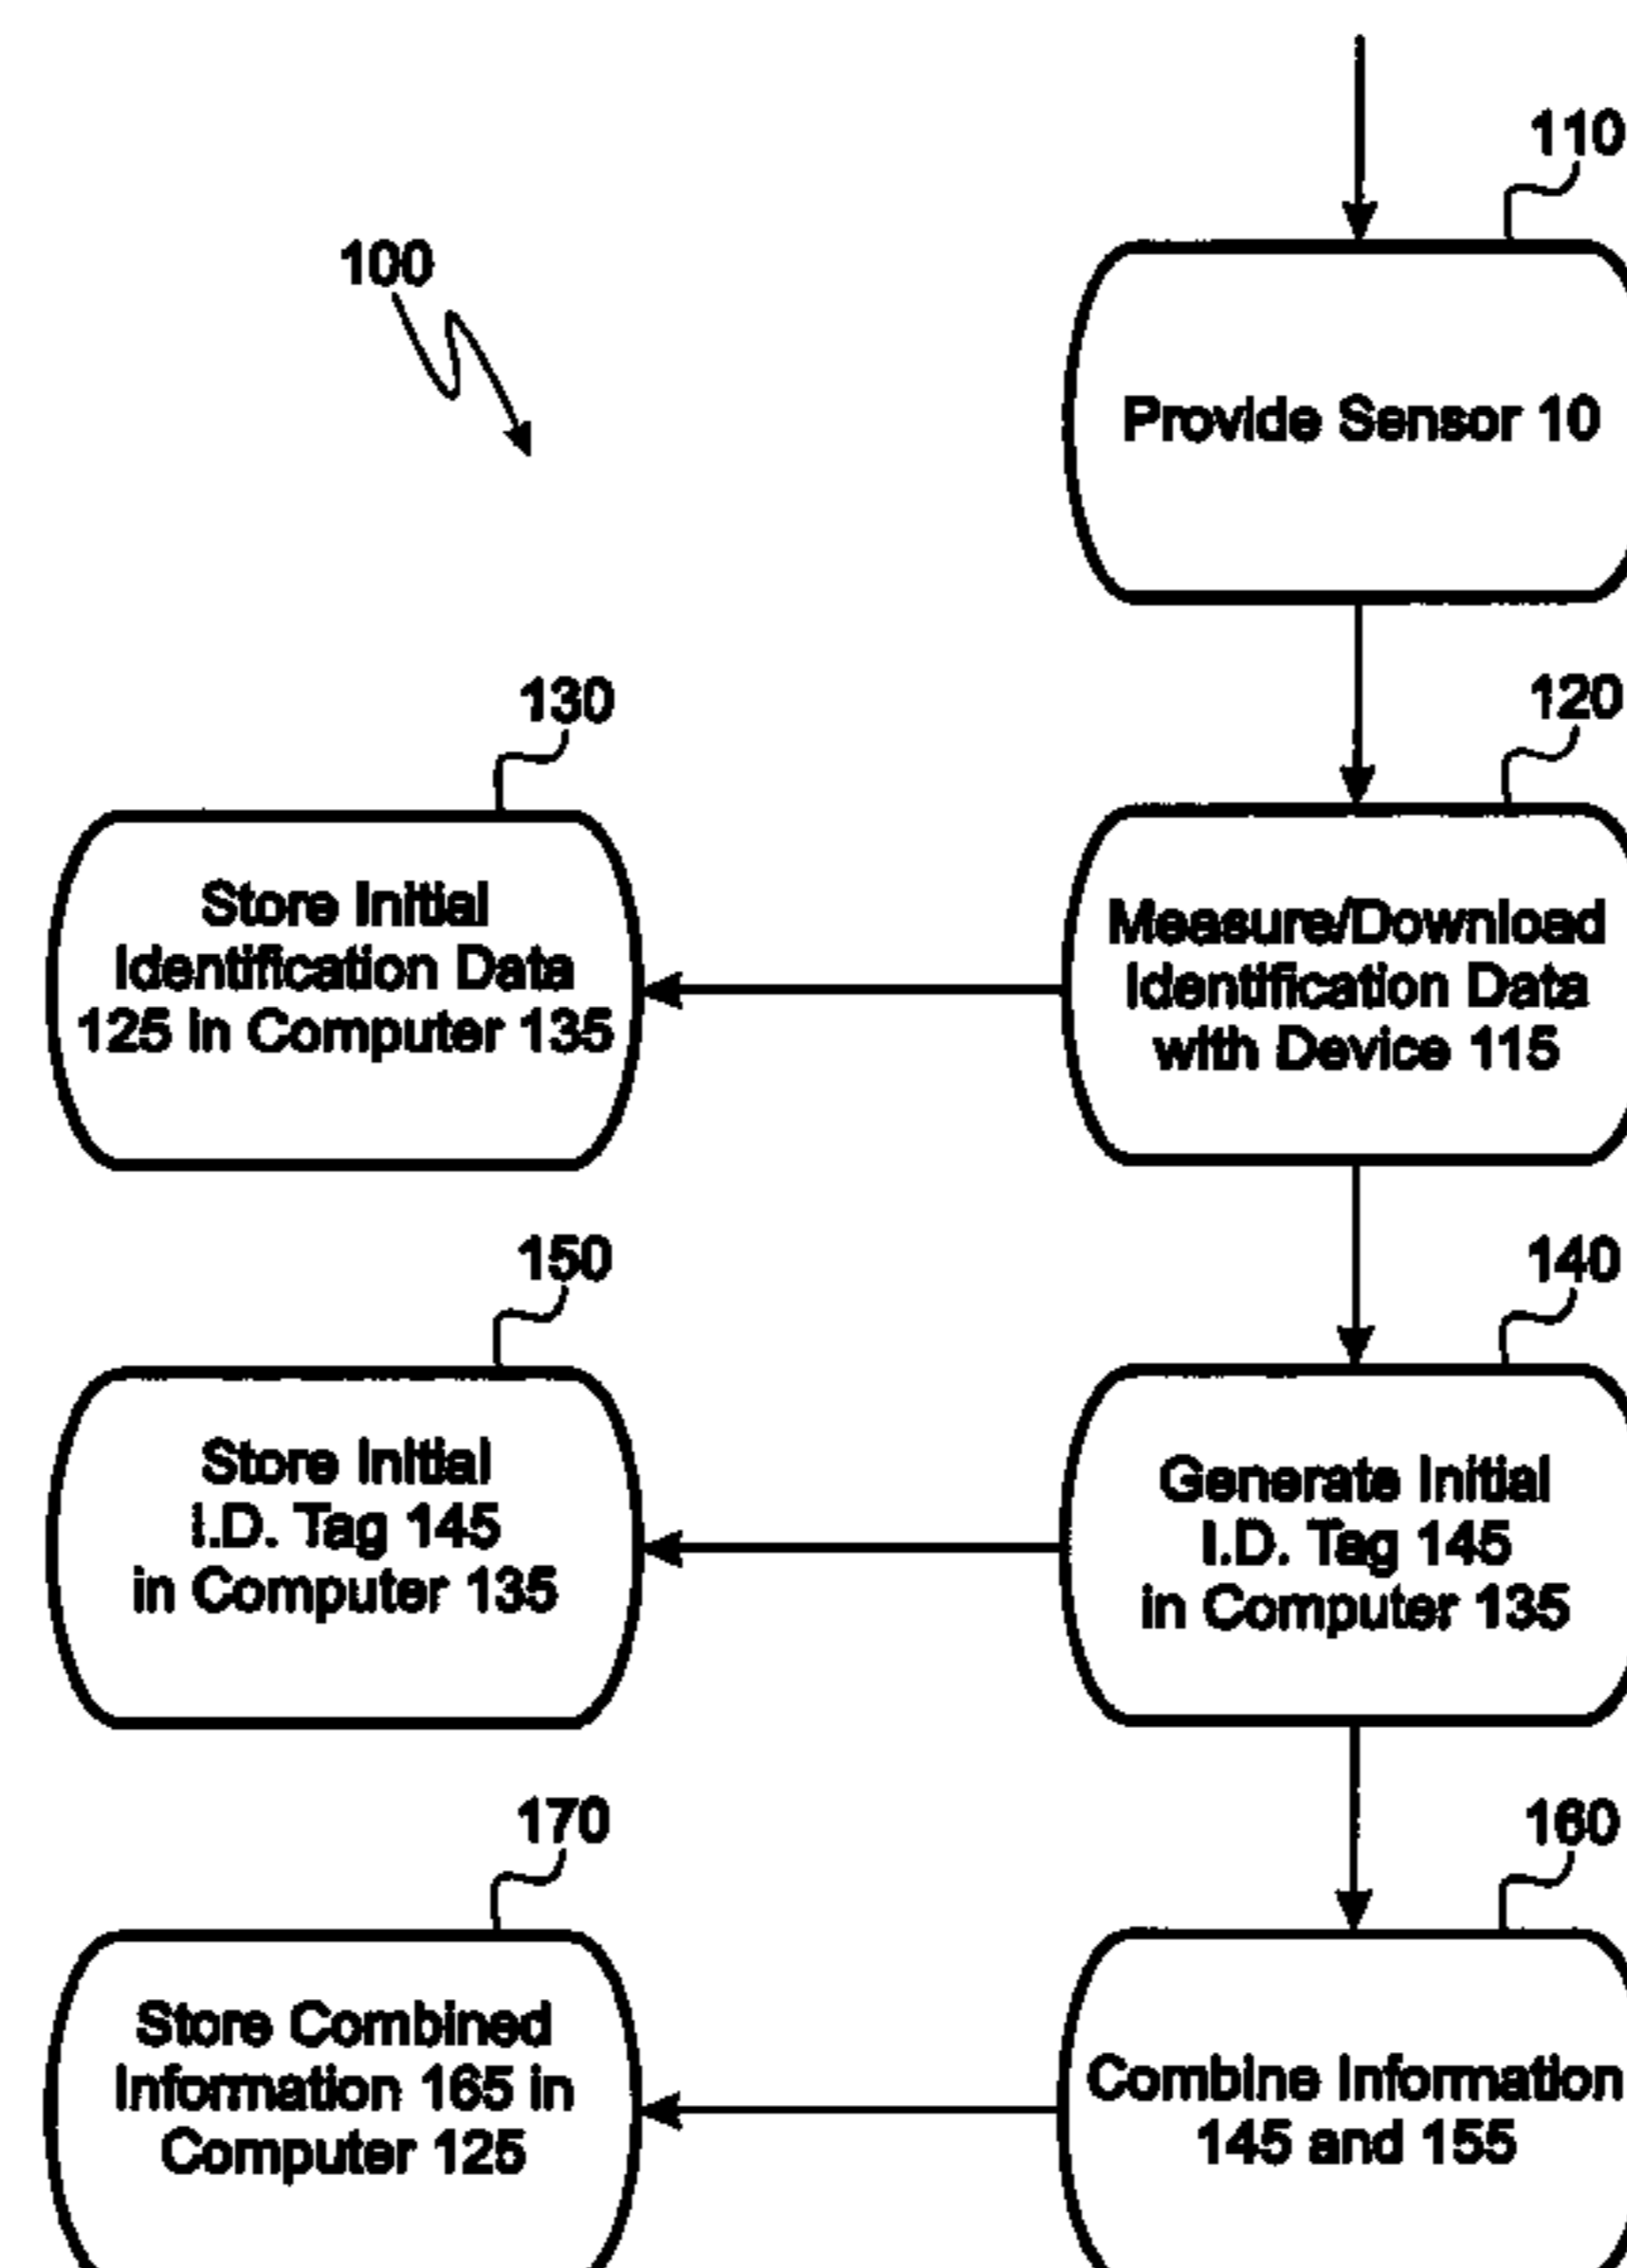 110
100
Provide Sensor 10
130
120
Store Initial
Identification Data
125 in Computer 135
Measure/Download
Identification Data
with Device 115
150
140
Store Initial
I.D. Tag 145
in Computer 135
Generate Initial
I.D. Tag 145
in Computer 135
170
160
Store Combined
Information 165 in
Computer 125
Combine Information
145 and 155